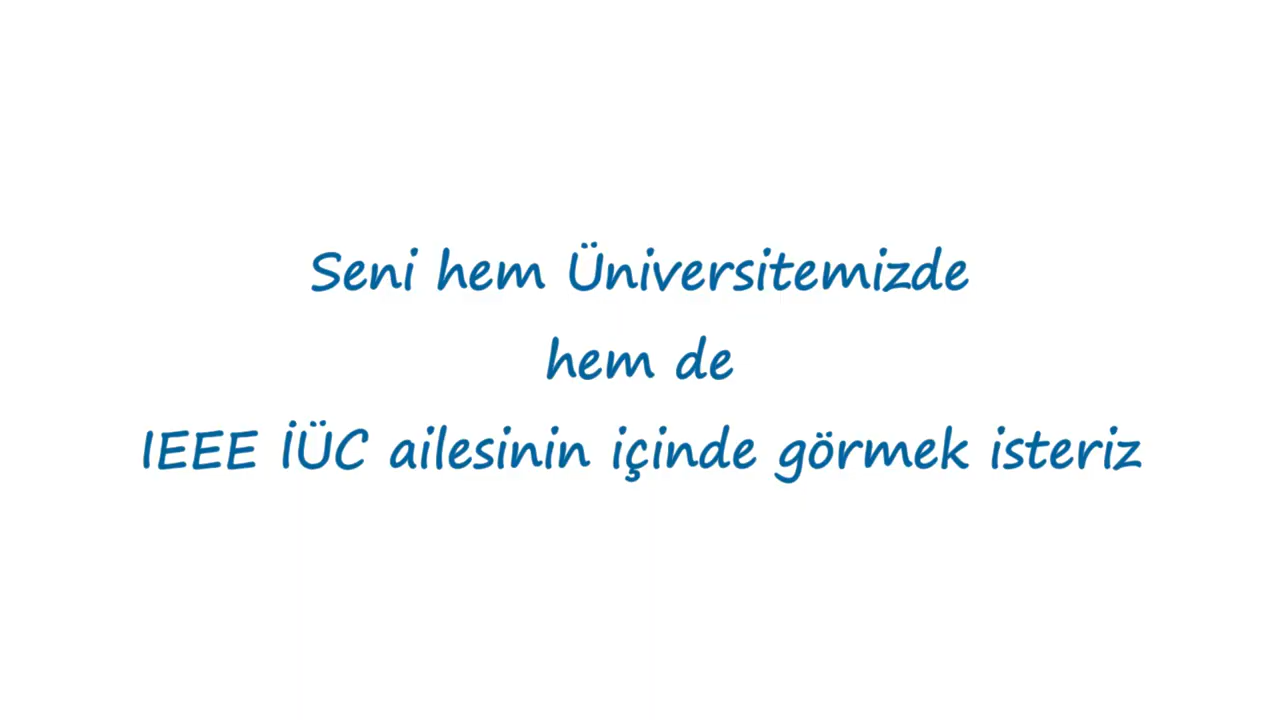 Seni hem Üniversitemizde
hem de
IEEE İÜC ailesinin içinde görmek isteriz